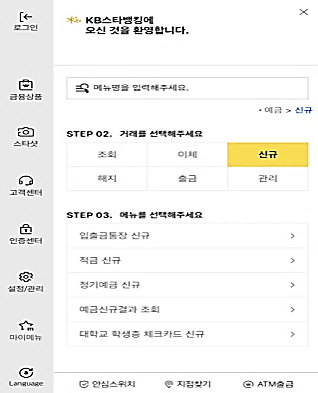 로그인
금융상품
스타샷
고객센터
인증센터
설정/관리
마이메뉴
Language
KB스타뱅킹에
오신 것을 환영합니다.
메뉴명을 입력해주세요.
• 예금 > 신규
STEP 02. 거래를 선택해주세요
조회 이체 신규
해지 출금 관리
STEP 03. 메뉴를 선택해주세요
입출금통장 신규
적금 신규
정기예금 신규
예금신규결과 조회
대학교 학생증 체크카드 신규
안심스위치 지점찾기 ATM출금